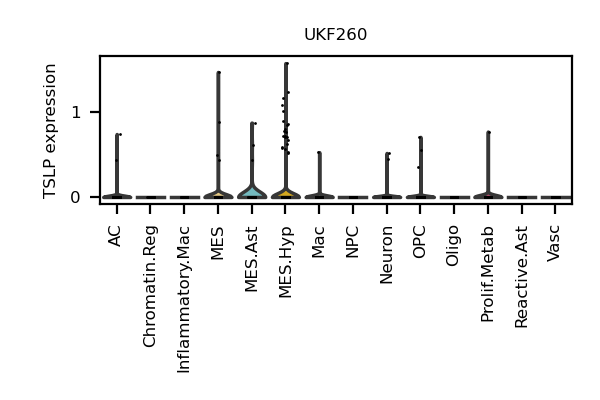 UKF260
TSLP expression
1
0
AC
Chromatin.Reg
Inflammatory.Mac
MES
MES.Ast
MES.Hyp
Mac
NPC
Neuron
OPC
Oligo
Prolif.Metab
Reactive.Ast
Vasc